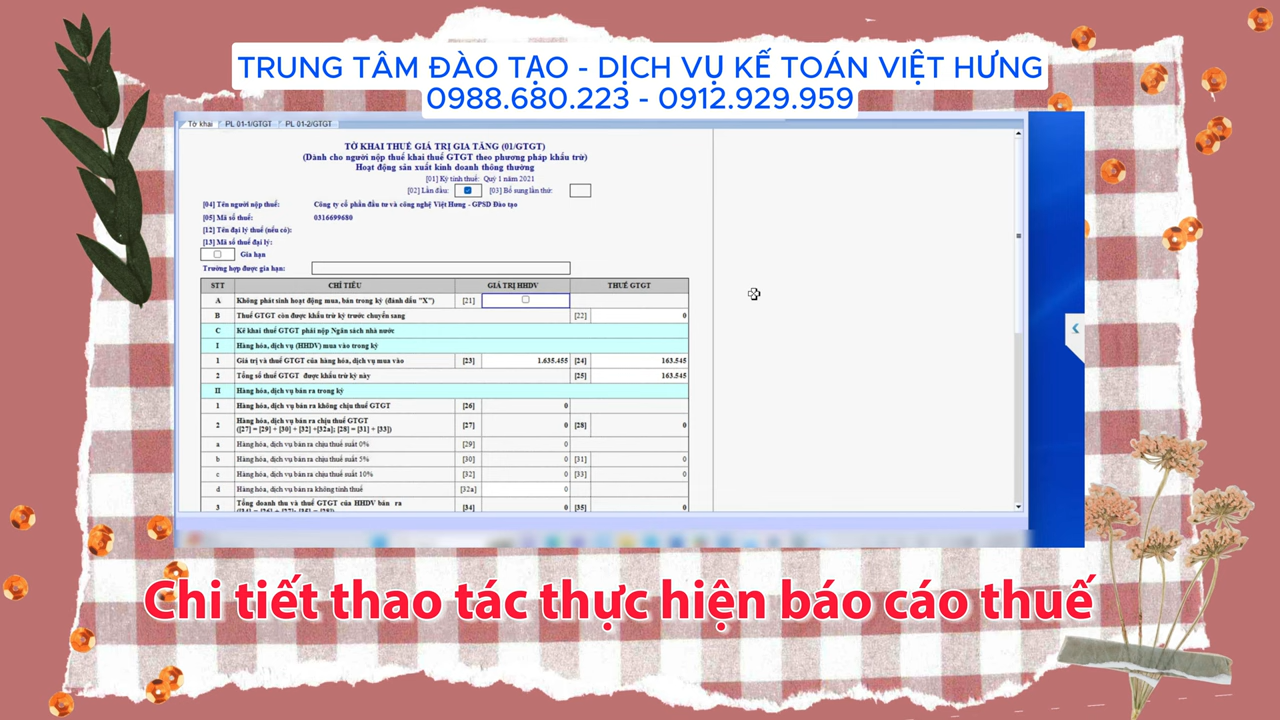 TRUNG TÂM ĐÀO TẠO - DỊCH VỤ KẾ TOÁN VIỆT HƯNG
0988.680.223 - 0912.929.959
Tờ khai PL 01-1/GTGT PL 01-2/GTGT
TỜ KHAI THUẾ GIÁ TRỊ GIA TĂNG (01/GTGT)
(Dành cho người nộp thuế khai thuế GTGT theo phương pháp khấu trừ)
Hoạt động sản xuất kinh doanh thông thường
[01] Kỳ tính thuế: Quý 1 năm 2021
[02] Lần đầu: [03] Bổ sung lần thứ:
[04] Tên người nộp thuế: Công ty cổ phần đầu tư và công nghệ Việt Hưng - GPSD Đào tạo
[05] Mã số thuế: 0316699680
[12] Tên đại lý thuế (nếu có):
[13] Mã số thuế đại lý:
Gia hạn
Trường hợp được gia hạn:
STT CHỈ TIÊU GIÁ TRỊ HHDV THUẾ GTGT
A Không phát sinh hoạt động mua, bán trong kỳ (đánh dấu "X") [21]
B Thuế GTGT còn được khấu trừ kỳ trước chuyển sang [22] 0
C Kê khai thuế GTGT phải nộp Ngân sách nhà nước
I Hàng hóa, dịch vụ (HHDV) mua vào trong kỳ
1 Giá trị và thuế GTGT của hàng hóa, dịch vụ mua vào [23] 1.635.455 [24] 163.545
2 Tổng số thuế GTGT được khấu trừ kỳ này [25] 163.545
II Hàng hóa, dịch vụ bán ra trong kỳ
1 Hàng hóa, dịch vụ bán ra không chịu thuế GTGT [26] 0
2 Hàng hóa, dịch vụ bán ra chịu thuế GTGT
([27] = [29] + [30] + [32] +[32a]; [28] = [31] + [33]) [27] 0 [28] 0
a Hàng hóa, dịch vụ bán ra chịu thuế suất 0% [29] 0
b Hàng hóa, dịch vụ bán ra chịu thuế suất 5% [30] 0 [31] 0
c Hàng hóa, dịch vụ bán ra chịu thuế suất 10% [32] 0 [33] 0
d Hàng hóa, dịch vụ bán ra không tính thuế [32a] 0
3 Tổng doanh thu và thuế GTGT của HHDV bán ra [34] 0 [35] 0
Chi tiết thao tác thực hiện báo cáo thuế